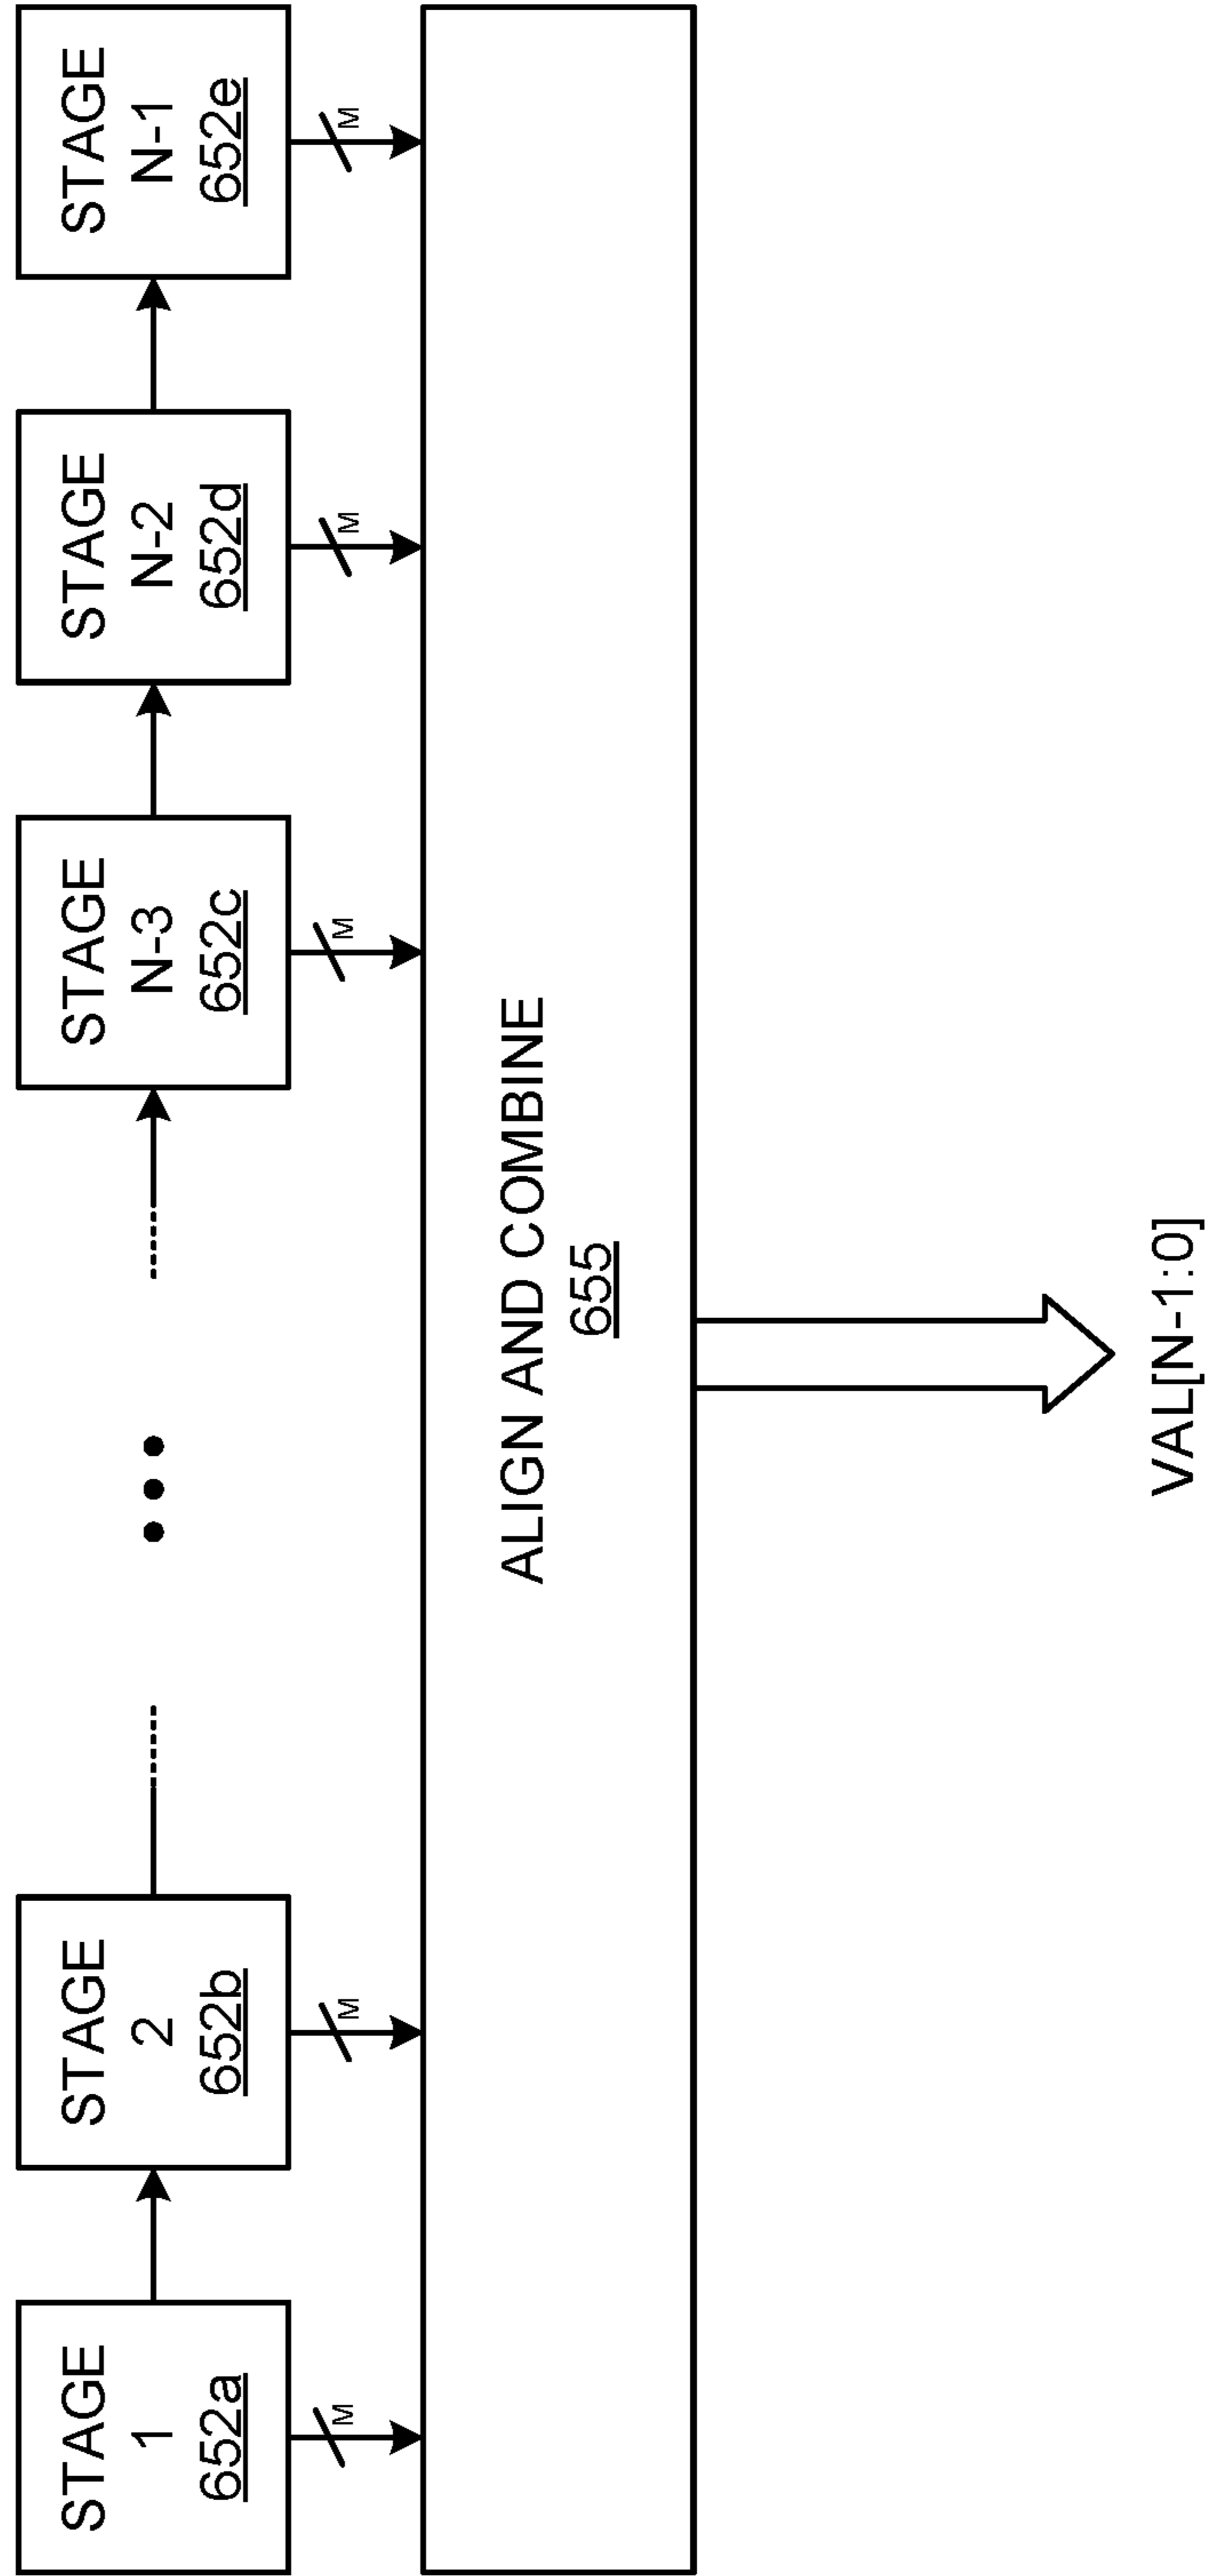 STAGE
1
652a
STAGE
2
652b
STAGE
N-3
652c
STAGE
N-2
652d
STAGE
N-1
652e
M
M
M
M
M
ALIGN AND COMBINE
655
VAL[N-1:0]